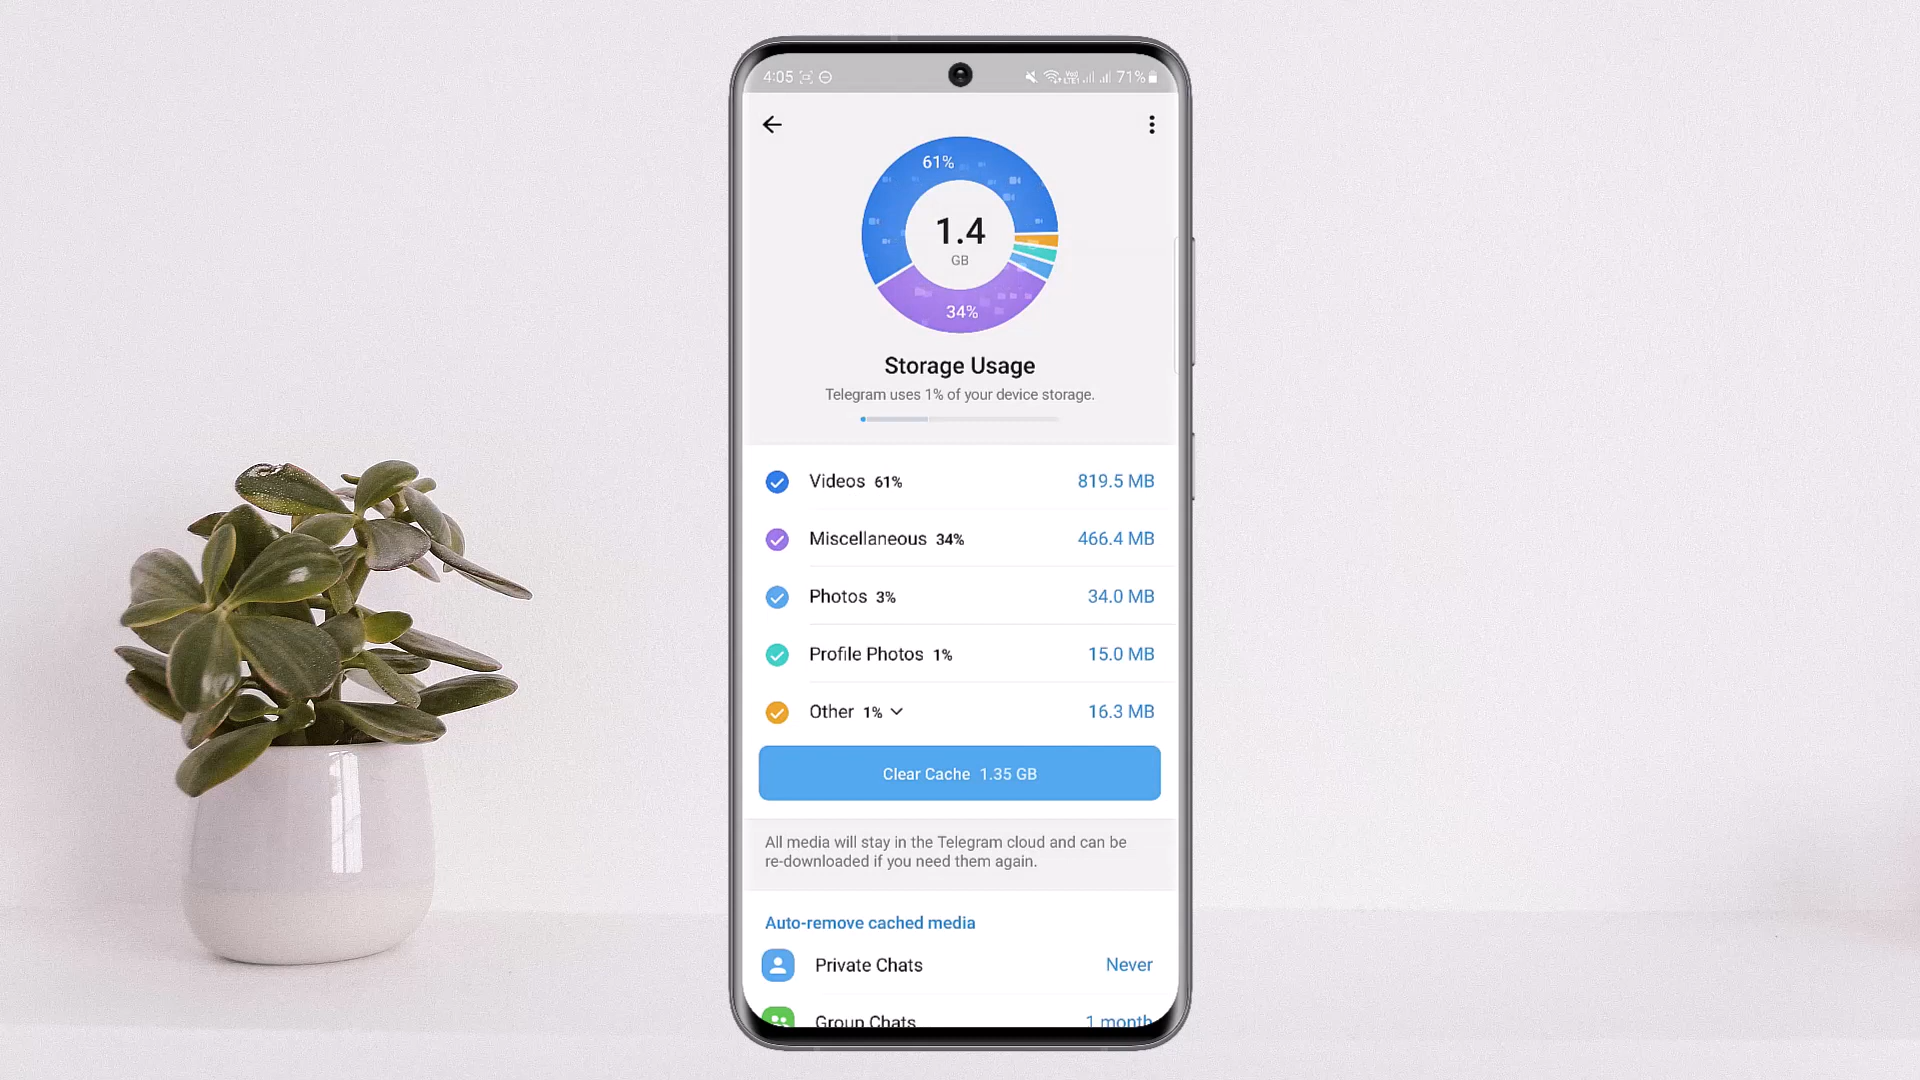 4:05
VoLTE1 71%
61%
1.4
GB
34%
Storage Usage
Telegram uses 1% of your device storage.
Videos 61% 819.5 MB
Miscellaneous 34% 466.4 MB
Photos 3% 34.0 MB
Profile Photos 1% 15.0 MB
Other 1% 16.3 MB
Clear Cache 1.35 GB
All media will stay in the Telegram cloud and can be
re-downloaded if you need them again.
Auto-remove cached media
Private Chats Never
Group Chats 1 month